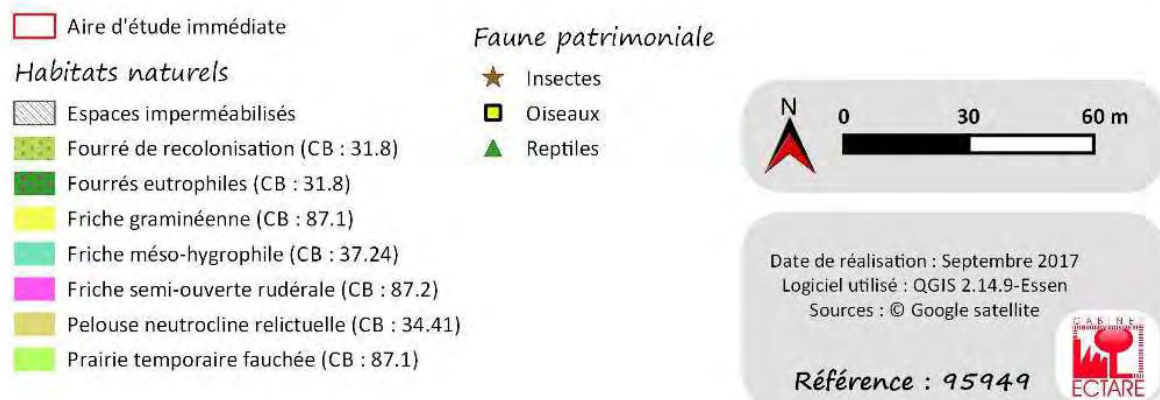 Aire d'étude immédiate
Habitats naturels
Espaces imperméabilisés
Fourré de recolonisation (CB : 31.8)
Fourrés eutrophiles (CB : 31.8)
Friche graminéenne (CB : 87.1)
Friche méso-hygrophile (CB : 37.24)
Friche semi-ouverte rudérale (CB : 87.2)
Pelouse neutrocline relictuelle (CB : 34.41)
Prairie temporaire fauchée (CB : 87.1)
Faune patrimoniale
Insectes
Oiseaux
Reptiles
N
0 30 60 m
Date de réalisation : Septembre 2017
Logiciel utilisé : QGIS 2.14.9-Essen
Sources : © Google satellite
Référence : 95949
CABINET
ECTARE